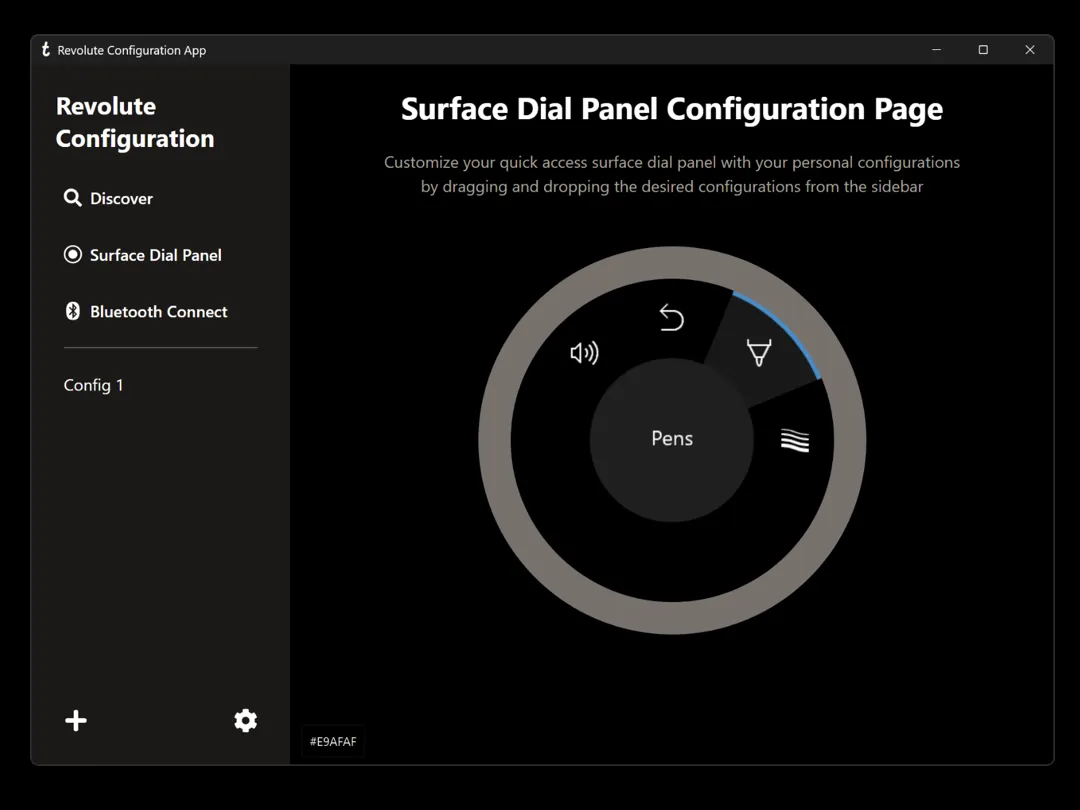 Revolute Configuration App
Revolute
Configuration
Discover
Surface Dial Panel
Bluetooth Connect
Config 1
Surface Dial Panel Configuration Page
Customize your quick access surface dial panel with your personal configurations
by dragging and dropping the desired configurations from the sidebar
Pens
#E9AFAF